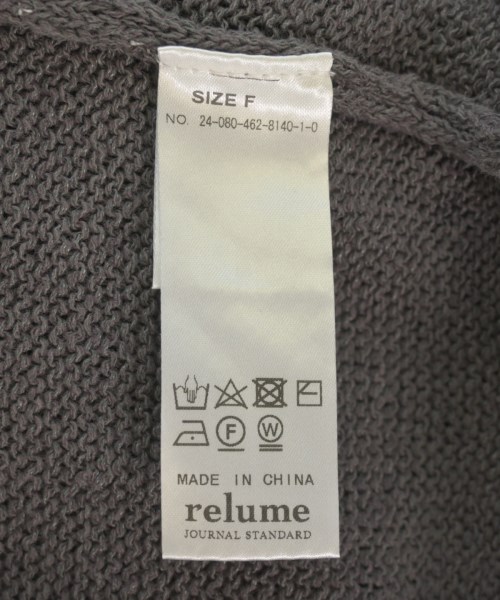 SIZE F
NO. 24-080-462-8140-1-0
F W
MADE IN CHINA
relume
JOURNAL STANDARD